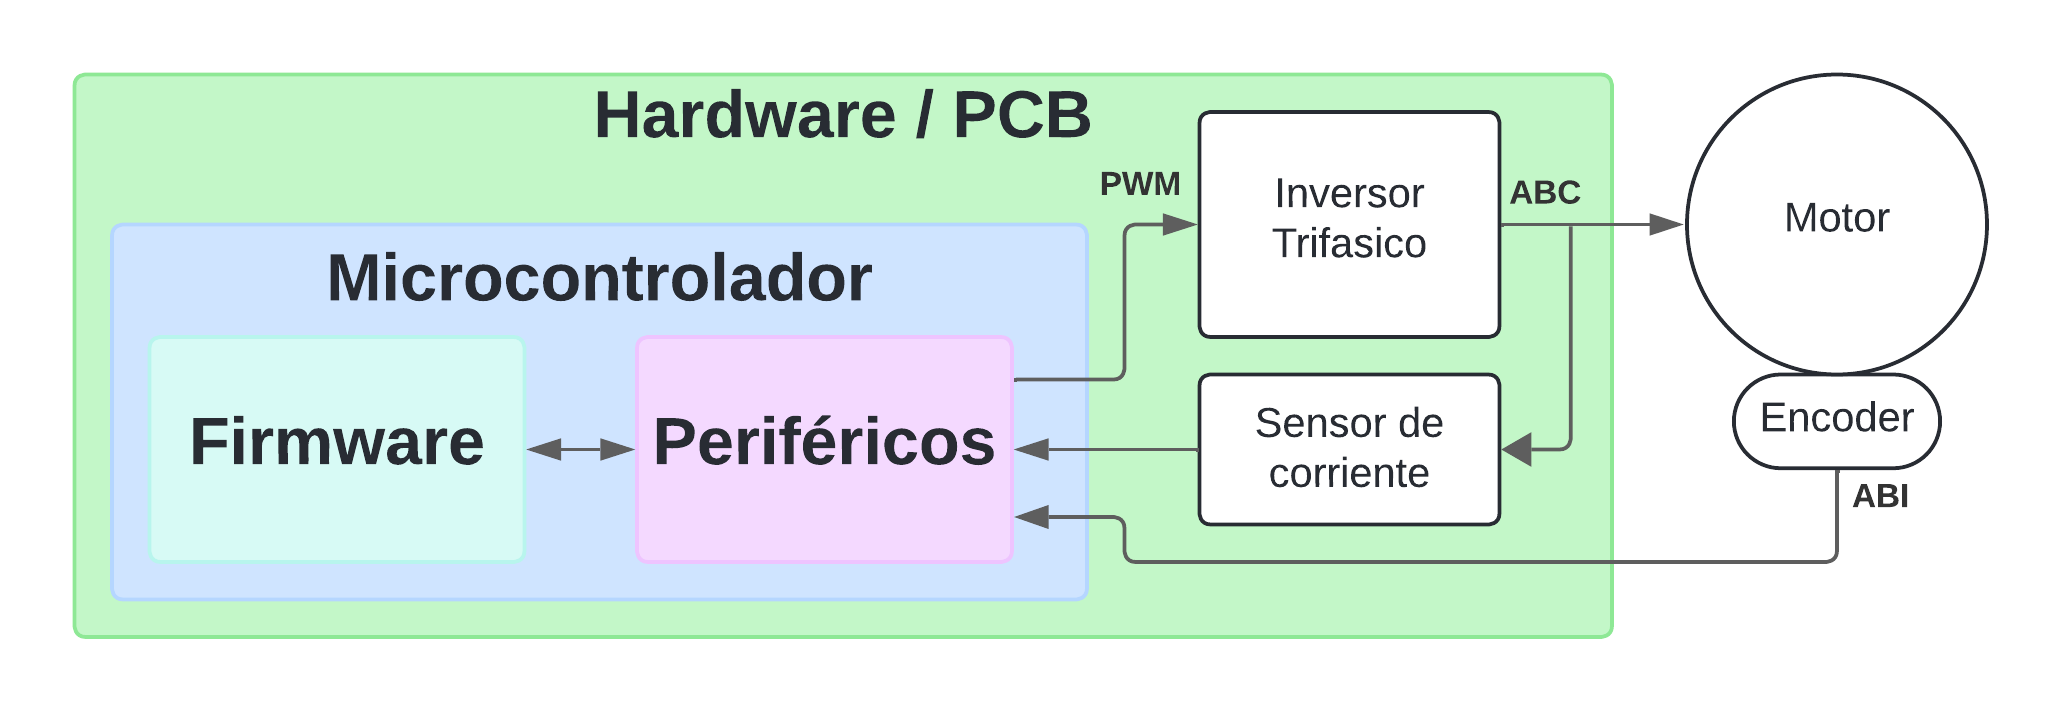 Hardware / PCB
PWM
Inversor
Trifasico
ABC
Motor
Microcontrolador
Firmware
Periféricos
Sensor de
corriente
Encoder
ABI